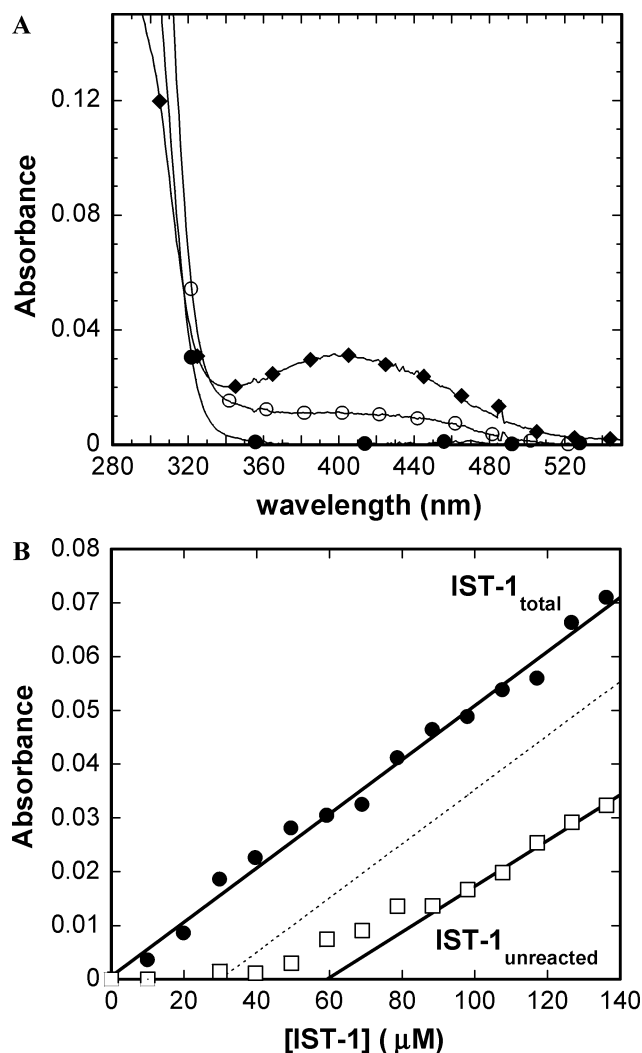 A
0.12
0.08
0.04
0
Absorbance
280 320 360 400 440 480 520
wavelength (nm)
B
0.08
0.07
0.06
0.05
0.04
0.03
0.02
0.01
0
Absorbance
IST-1total
IST-1unreacted
0 20 40 60 80 100 120 140
[IST-1] ( μM)